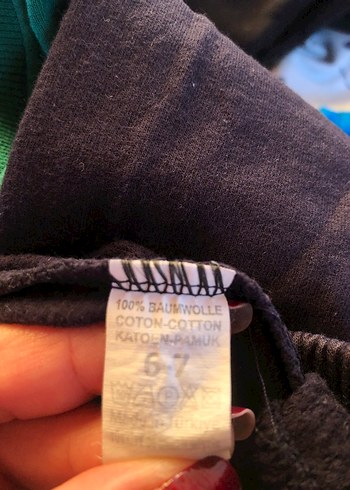 100% BAUMWOLLE
COTON-COTTON
KATOEN-PAMUK
6-7